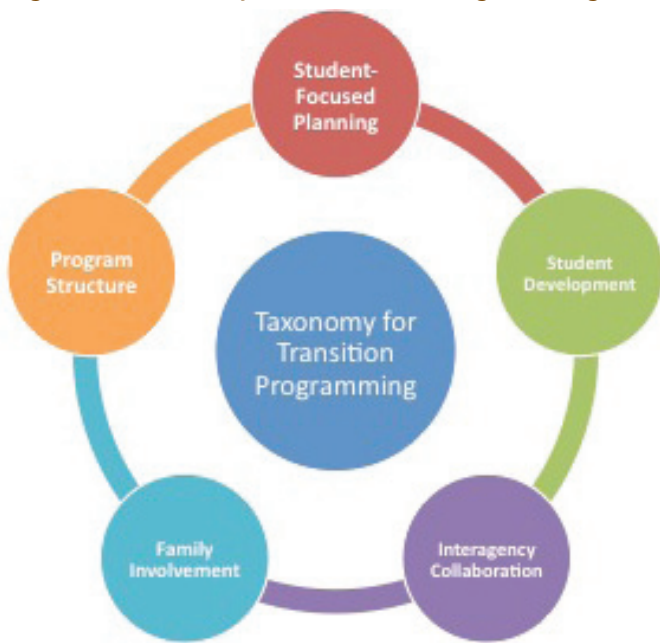 Student-
Focused
Planning
Student
Development
Interagency
Collaboration
Family
Involvement
Program
Structure
Taxonomy for
Transition
Programming